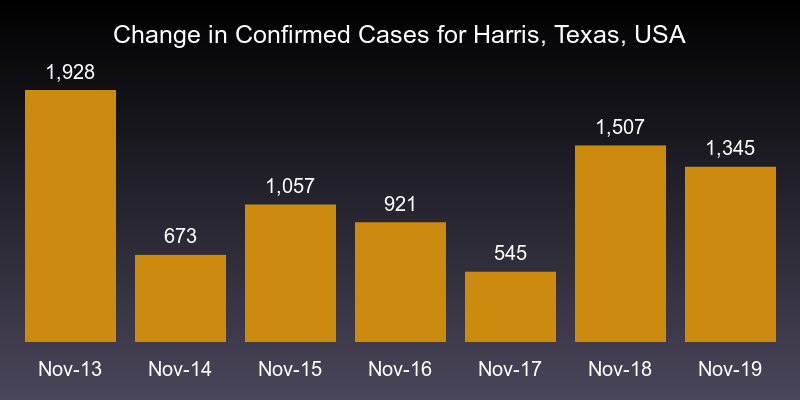 Change in Confirmed Cases for Harris, Texas, USA
1,928
673
1,057
921
545
1,507
1,345
Nov-13
Nov-14
Nov-15
Nov-16
Nov-17
Nov-18
Nov-19